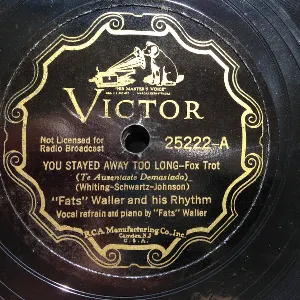 "HIS MASTER'S VOICE"
VICTOR
Not Licensed for
Radio Broadcast
25222-A
YOU STAYED AWAY TOO LONG-Fox Trot
(Te Ausentaste Demasiado)
(Whiting-Schwartz-Johnson)
"Fats" Waller and his Rhythm
Vocal refrain and piano by "Fats" Waller
RCA Manufacturing Co., Inc.
Camden, N.J.
U.S.A.